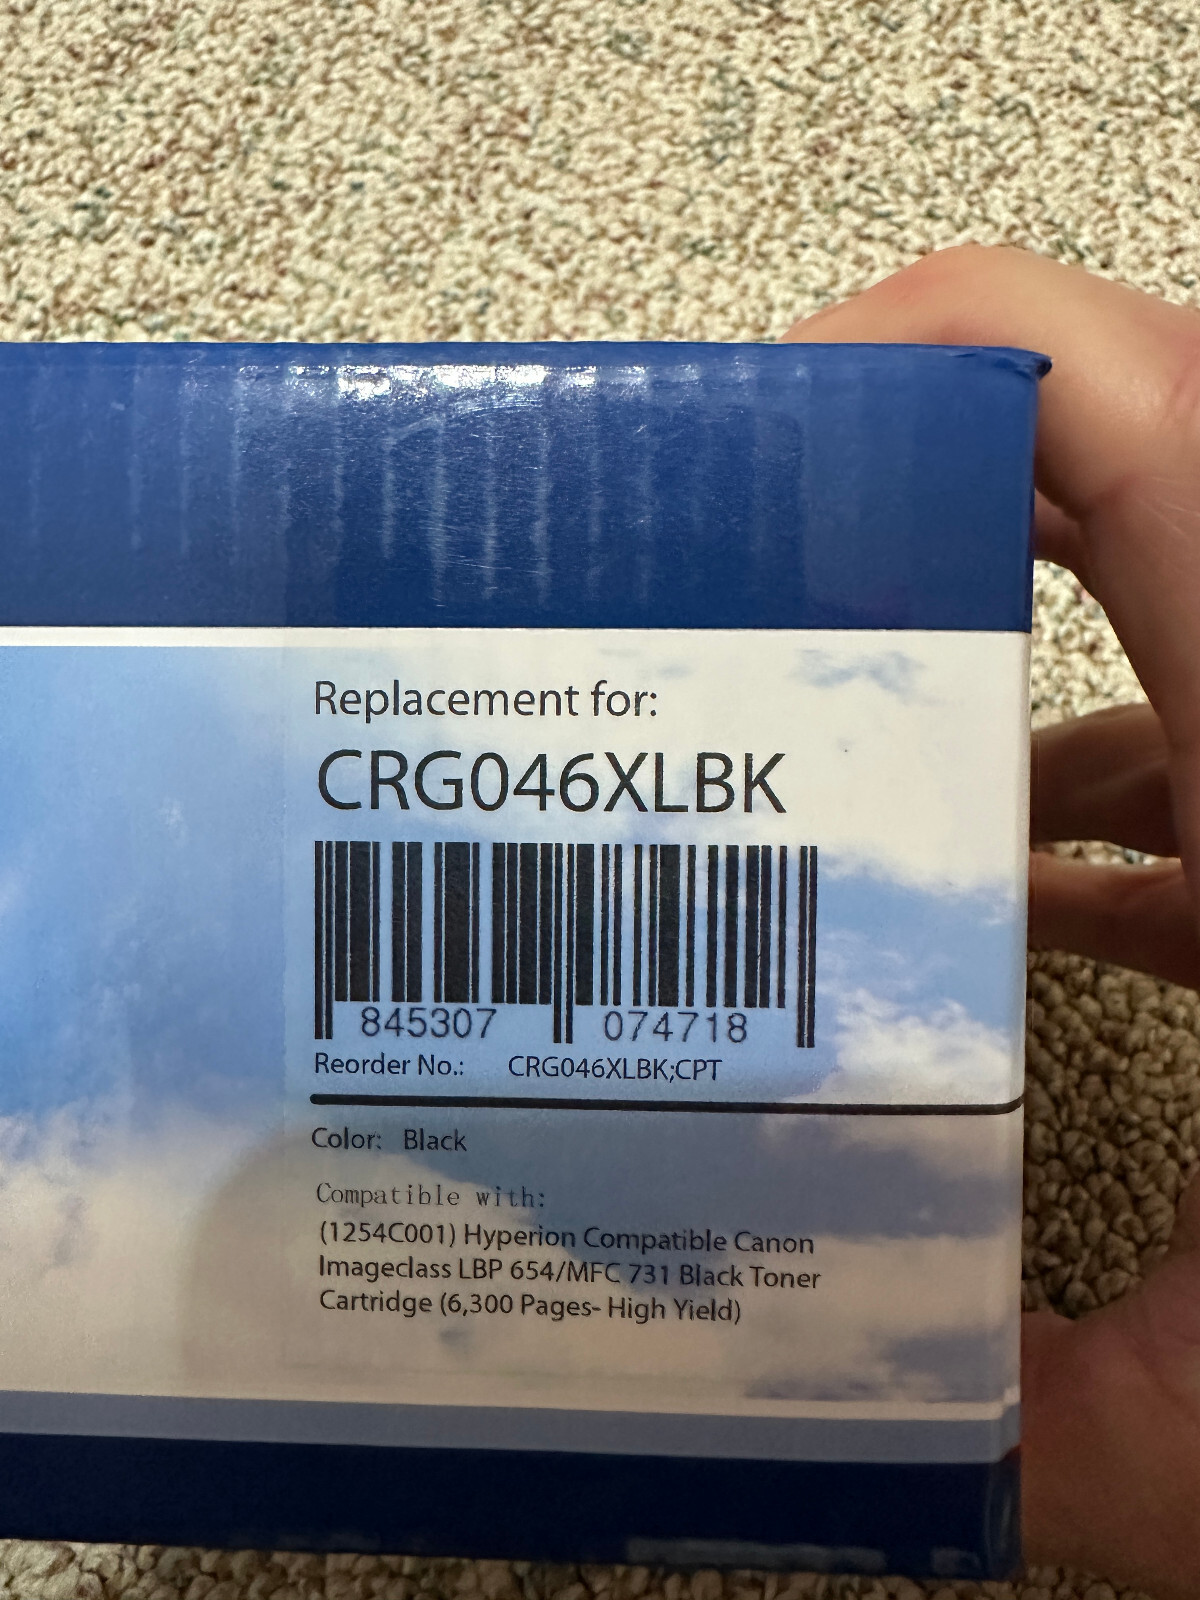 Replacement for:
CRG046XLBK
845307 074718
Reorder No.: CRG046XLBK;CPT
Color: Black
Compatible with:
(1254C001) Hyperion Compatible Canon
Imageclass LBP 654/MFC 731 Black Toner
Cartridge (6,300 Pages- High Yield)